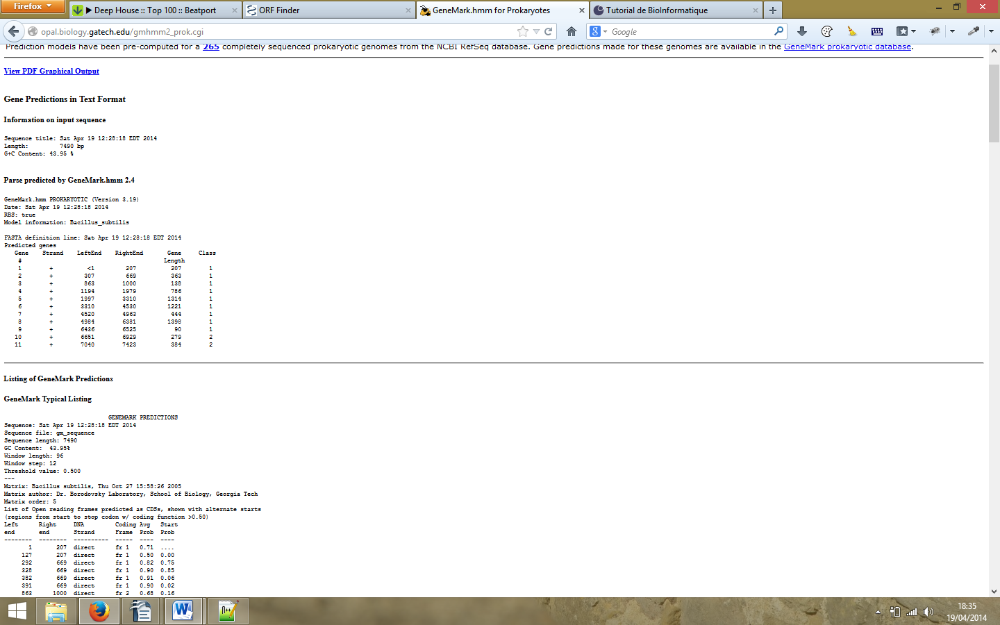 Firefox
▶ Deep House :: Top 100 :: Beatport
ORF Finder
GeneMark.hmm for Prokaryotes
Tutorial de BioInformatique
opal.biology.gatech.edu/gmhmm2_prok.cgi
Google
Prediction models have been pre-computed for a 265 completely sequenced prokaryotic genomes from the NCBI RefSeq database. Gene predictions made for these genomes are available in the GeneMark prokaryotic database.
View PDF Graphical Output
Gene Predictions in Text Format
Information on input sequence
Sequence title: Sat Apr 19 12:28:18 EDT 2014
Length: 7490 bp
G+C Content: 43.95 %
Parse predicted by GeneMark.hmm 2.4
GeneMark.hmm PROKARYOTIC (Version 3.19)
Date: Sat Apr 19 12:28:18 2014
RBS: true
Model information: Bacillus_subtilis
FASTA definition line: Sat Apr 19 12:28:18 EDT 2014
Predicted genes
Gene Strand LeftEnd RightEnd Gene Class
# Length
1 + <1 207 207 1
2 + 307 669 363 1
3 + 863 1000 138 1
4 + 1194 1979 786 1
5 + 1997 3310 1314 1
6 + 3310 4530 1221 1
7 + 4520 4963 444 1
8 + 4984 6381 1398 1
9 + 6436 6525 90 1
10 + 6651 6929 279 2
11 + 7040 7423 384 2
Listing of GeneMark Predictions
GeneMark Typical Listing
GENEMARK PREDICTIONS
Sequence: Sat Apr 19 12:28:18 EDT 2014
Sequence file: gm_sequence
Sequence length: 7490
GC Content: 43.95%
Window length: 96
Window step: 12
Threshold value: 0.500
---
Matrix: Bacillus subtilis, Thu Oct 27 15:58:26 2005
Matrix author: Dr. Borodovsky Laboratory, School of Biology, Georgia Tech
Matrix order: 5
List of Open reading frames predicted as CDSs, shown with alternate starts
(regions from start to stop codon w/ coding function >0.50)
Left Right DNA Coding Avg Start
end end Strand Frame Prob Prob
-------- -------- ---------- ----- ---- ----
1 207 direct fr 1 0.71 ....
127 207 direct fr 1 0.50 0.00
292 669 direct fr 1 0.82 0.75
328 669 direct fr 1 0.90 0.85
382 669 direct fr 1 0.91 0.06
391 669 direct fr 1 0.90 0.02
863 1000 direct fr 2 0.68 0.16
18:35
19/04/2014